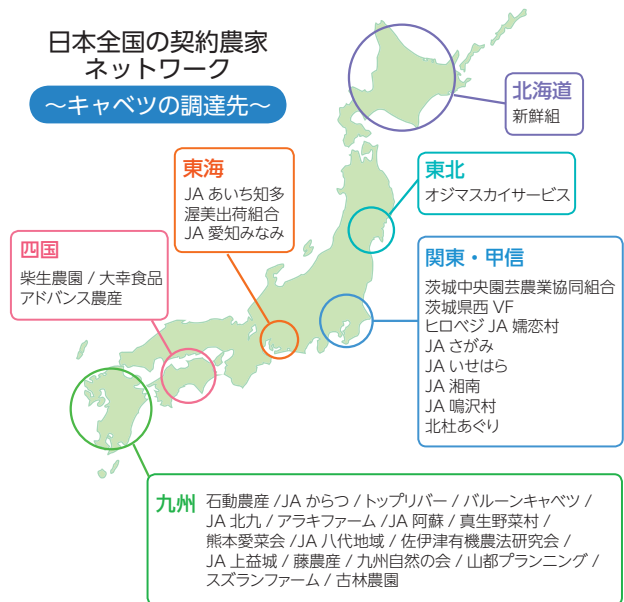 日本全国の契約農家
ネットワーク
～キャベツの調達先～
北海道
新鮮組
東海
JA あいち知多
渥美出荷組合
JA 愛知みなみ
東北
オジマスカイサービス
四国
柴生農園 / 大幸食品
アドバンス農産
関東・甲信
茨城中央園芸農業協同組合
茨城県西 VF
ヒロベジ JA 嬬恋村
JA さがみ
JA いせはら
JA 湘南
JA 鳴沢村
北杜あぐり
九州
石動農産 /JA からつ / トップリバー / バルーンキャベツ /
JA 北九 / アラキファーム /JA 阿蘇 / 真生野菜村 /
熊本愛菜会 /JA 八代地域 / 佐伊津有機農法研究会 /
JA 上益城 / 藤農産 / 九州自然の会 / 山都プランニング /
スズランファーム / 古林農園